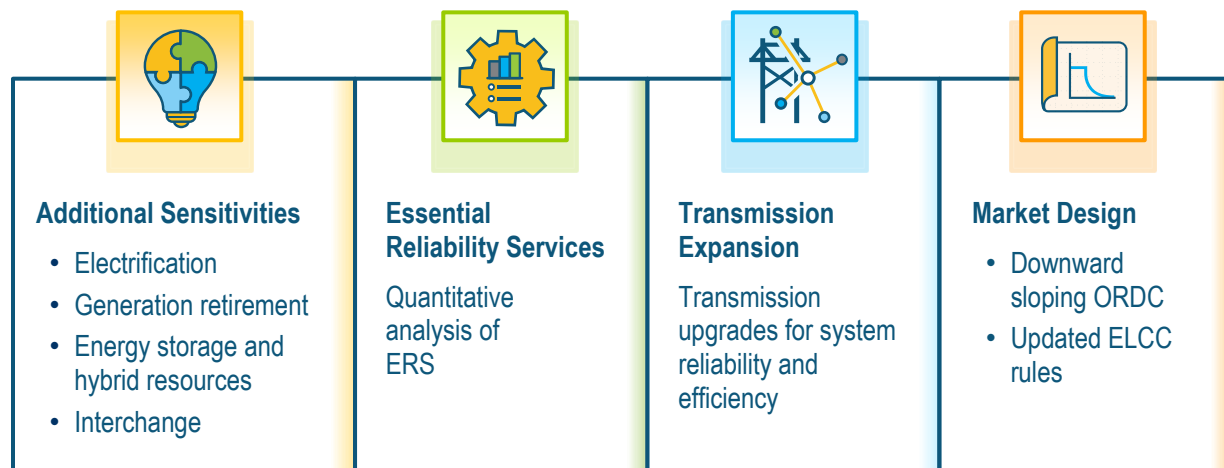 Additional Sensitivities
• Electrification
• Generation retirement
• Energy storage and
hybrid resources
• Interchange
Essential
Reliability Services
Quantitative
analysis of
ERS
Transmission
Expansion
Transmission
upgrades for system
reliability and
efficiency
Market Design
• Downward
sloping ORDC
• Updated ELCC
rules